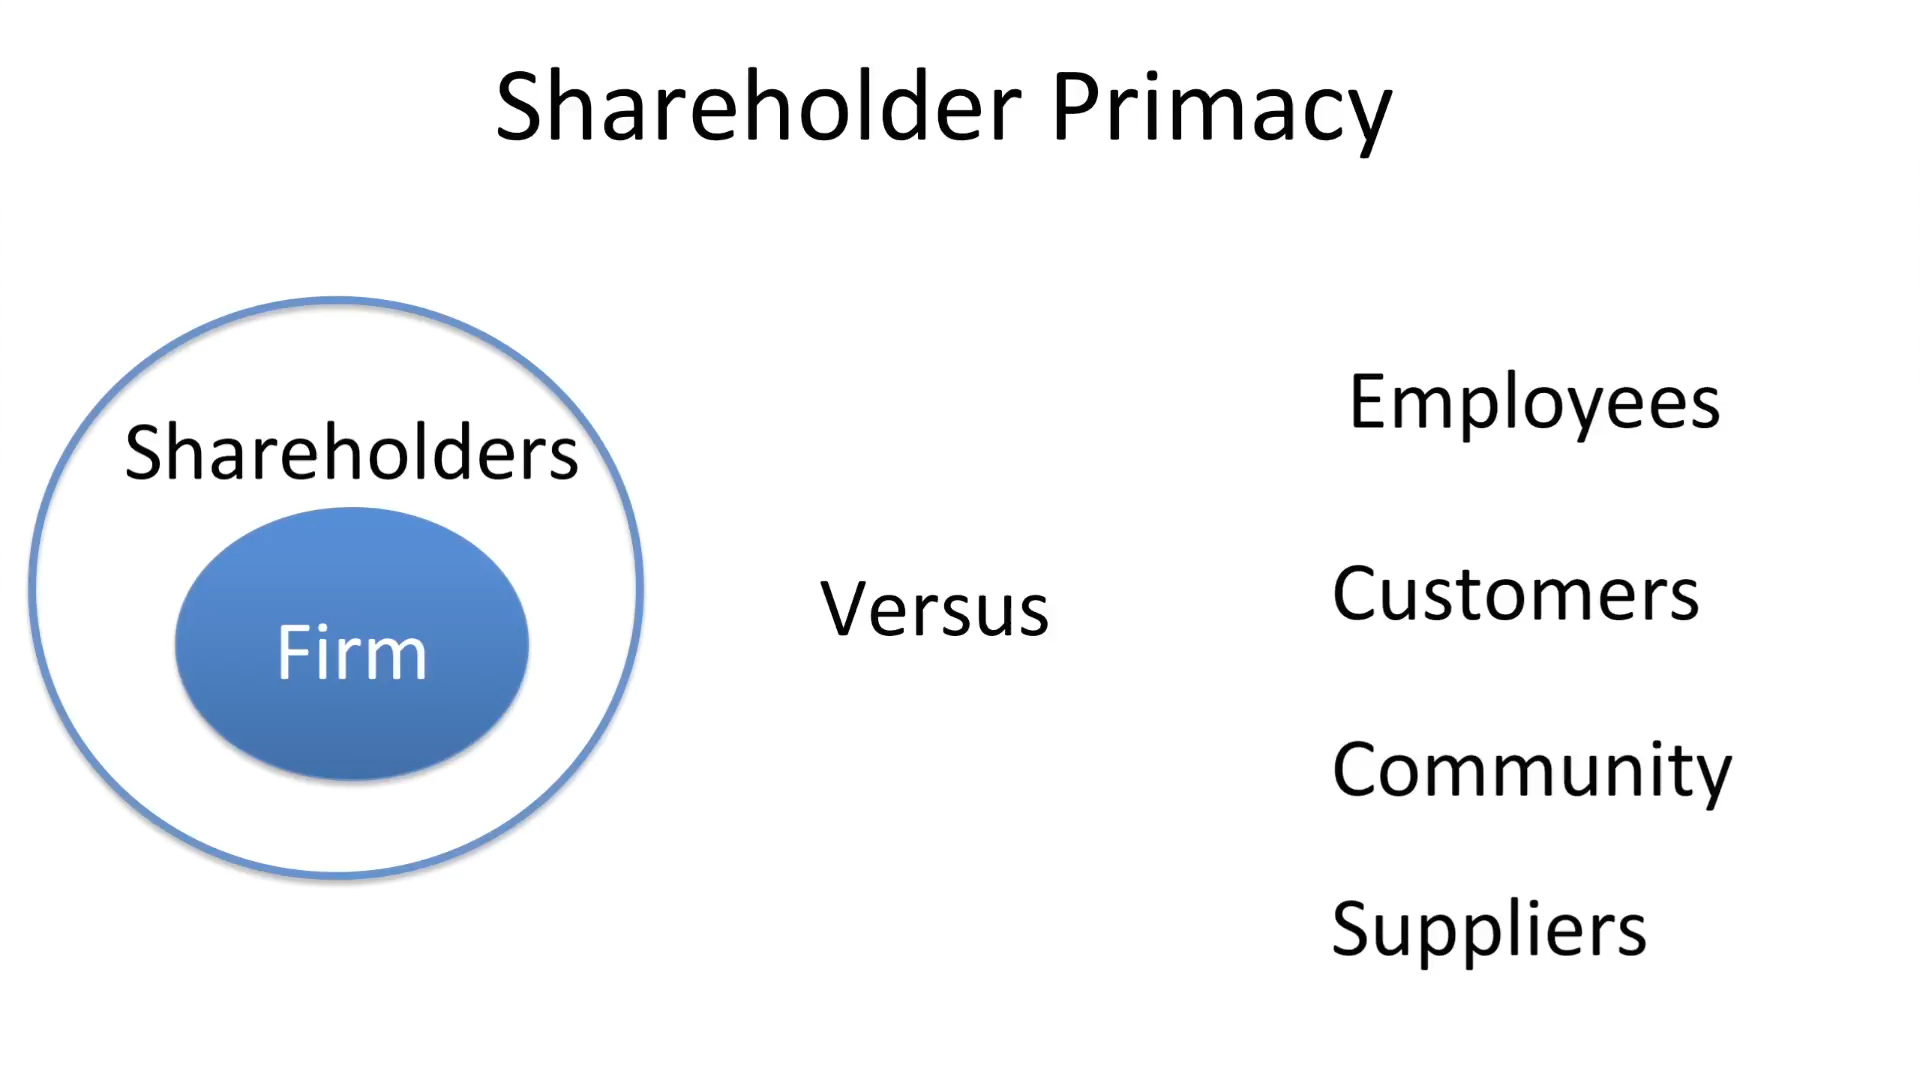 Shareholder Primacy
Shareholders
Firm
Versus
Employees
Customers
Community
Suppliers